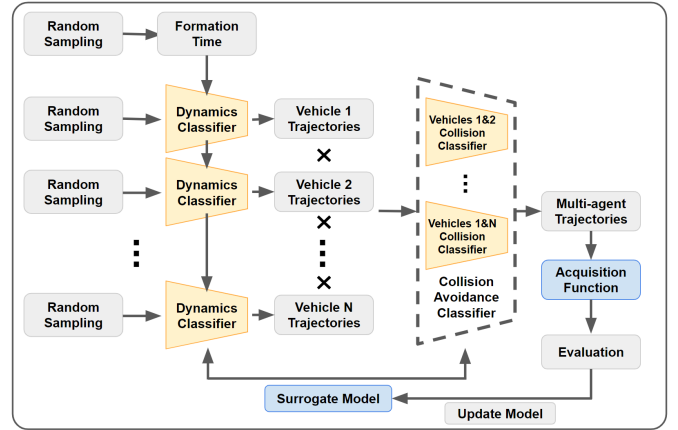 Random
Sampling
Formation
Time
Random
Sampling
Dynamics
Classifier
Vehicle 1
Trajectories
Vehicles 1&2
Collision
Classifier
Random
Sampling
Dynamics
Classifier
Vehicle 2
Trajectories
Vehicles 1&N
Collision
Classifier
Multi-agent
Trajectories
Random
Sampling
Dynamics
Classifier
Vehicle N
Trajectories
Collision
Avoidance
Classifier
Acquisition
Function
Evaluation
Surrogate Model
Update Model